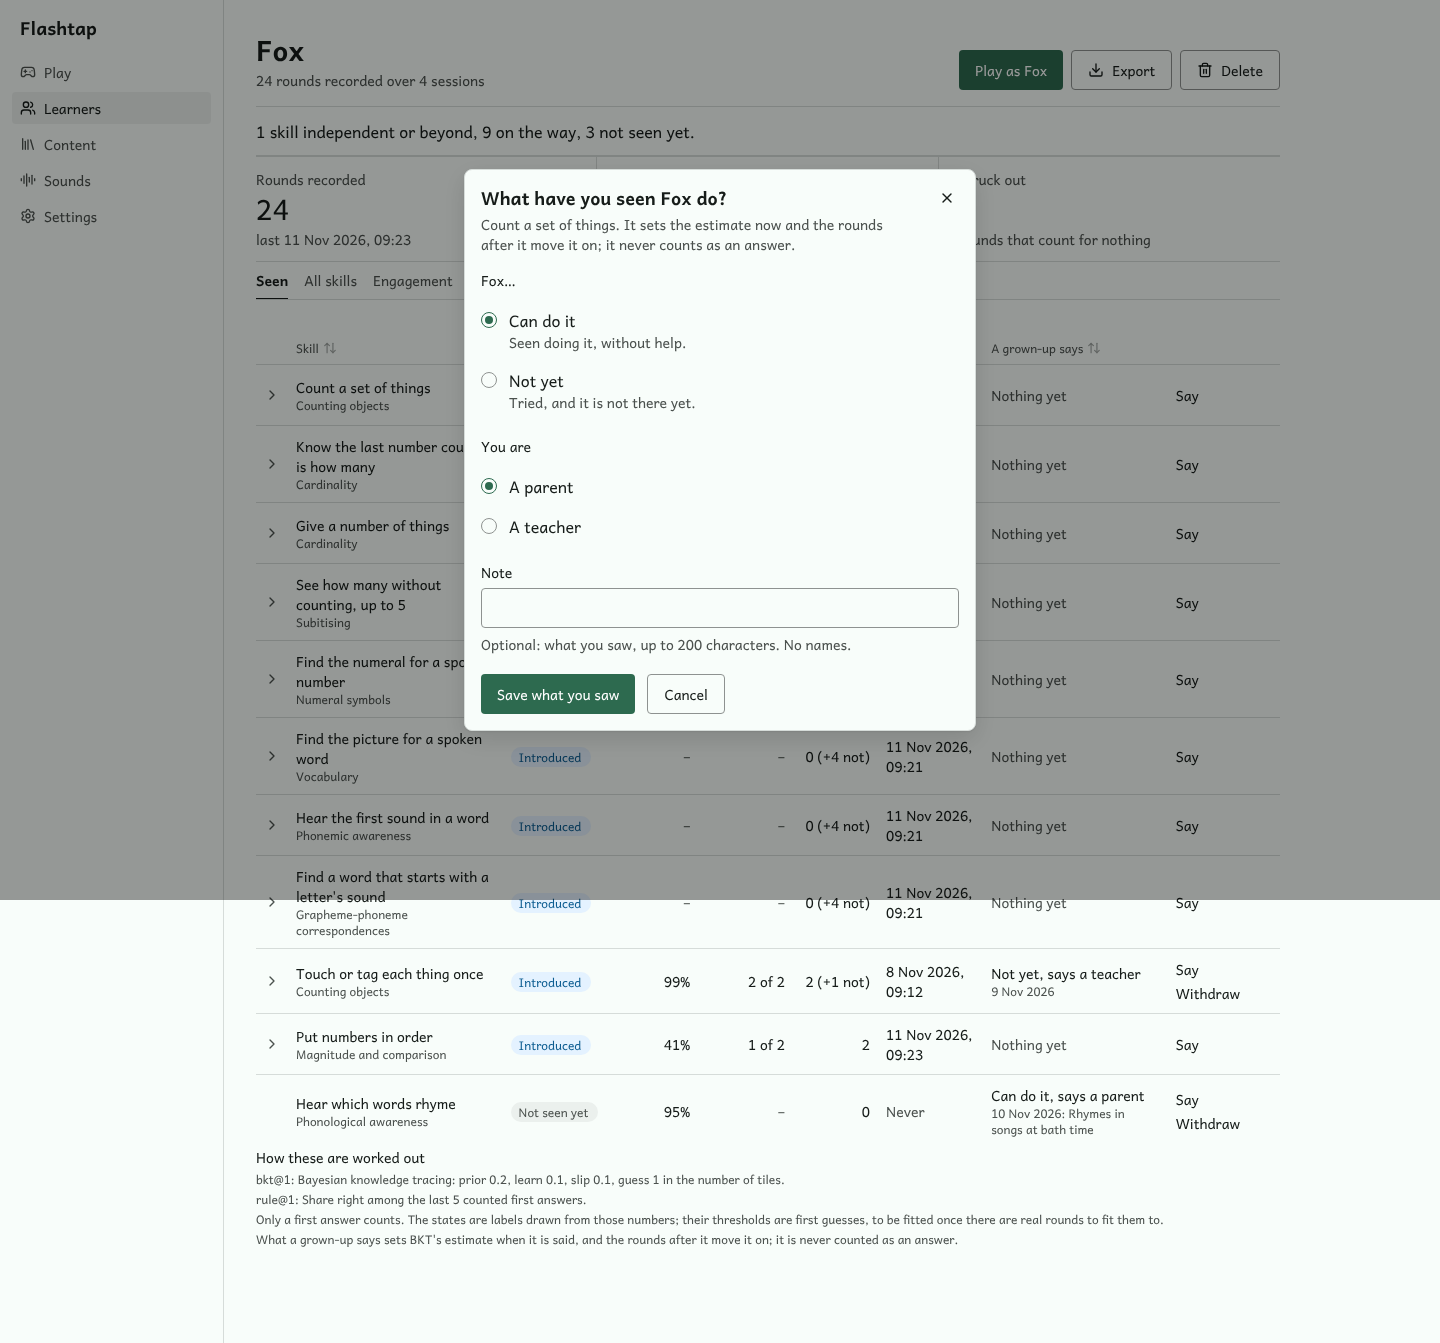 Flashtap
Play
Learners
Content
Sounds
Settings
Fox
24 rounds recorded over 4 sessions
Play as Fox
Export
Delete
1 skill independent or beyond, 9 on the way, 3 not seen yet.
Rounds recorded
24
last 11 Nov 2026, 09:23
ruck out
unds that count for nothing
Seen
All skills
Engagement
What have you seen Fox do?
Count a set of things. It sets the estimate now and the rounds
after it move it on; it never counts as an answer.
Fox...
Can do it
Seen doing it, without help.
Not yet
Tried, and it is not there yet.
You are
A parent
A teacher
Note
Optional: what you saw, up to 200 characters. No names.
Save what you saw
Cancel
Skill
A grown-up says
Count a set of things
Counting objects
Nothing yet
Say
Know the last number cou
is how many
Cardinality
Nothing yet
Say
Give a number of things
Cardinality
Nothing yet
Say
See how many without
counting, up to 5
Subitising
Nothing yet
Say
Find the numeral for a spo
number
Numeral symbols
Nothing yet
Say
Find the picture for a spoken
word
Vocabulary
Introduced
–
–
0 (+4 not)
11 Nov 2026,
09:21
Nothing yet
Say
Hear the first sound in a word
Phonemic awareness
Introduced
–
–
0 (+4 not)
11 Nov 2026,
09:21
Nothing yet
Say
Find a word that starts with a
letter's sound
Grapheme-phoneme
correspondences
Introduced
–
–
0 (+4 not)
11 Nov 2026,
09:21
Nothing yet
Say
Touch or tag each thing once
Counting objects
Introduced
99%
2 of 2
2 (+1 not)
8 Nov 2026,
09:12
Not yet, says a teacher
9 Nov 2026
Say
Withdraw
Put numbers in order
Magnitude and comparison
Introduced
41%
1 of 2
2
11 Nov 2026,
09:23
Nothing yet
Say
Hear which words rhyme
Phonological awareness
Not seen yet
95%
–
0
Never
Can do it, says a parent
10 Nov 2026: Rhymes in
songs at bath time
Say
Withdraw
How these are worked out
bkt@1: Bayesian knowledge tracing: prior 0.2, learn 0.1, slip 0.1, guess 1 in the number of tiles.
rule@1: Share right among the last 5 counted first answers.
Only a first answer counts. The states are labels drawn from those numbers; their thresholds are first guesses, to be fitted once there are real rounds to fit them to.
What a grown-up says sets BKT's estimate when it is said, and the rounds after it move it on; it is never counted as an answer.